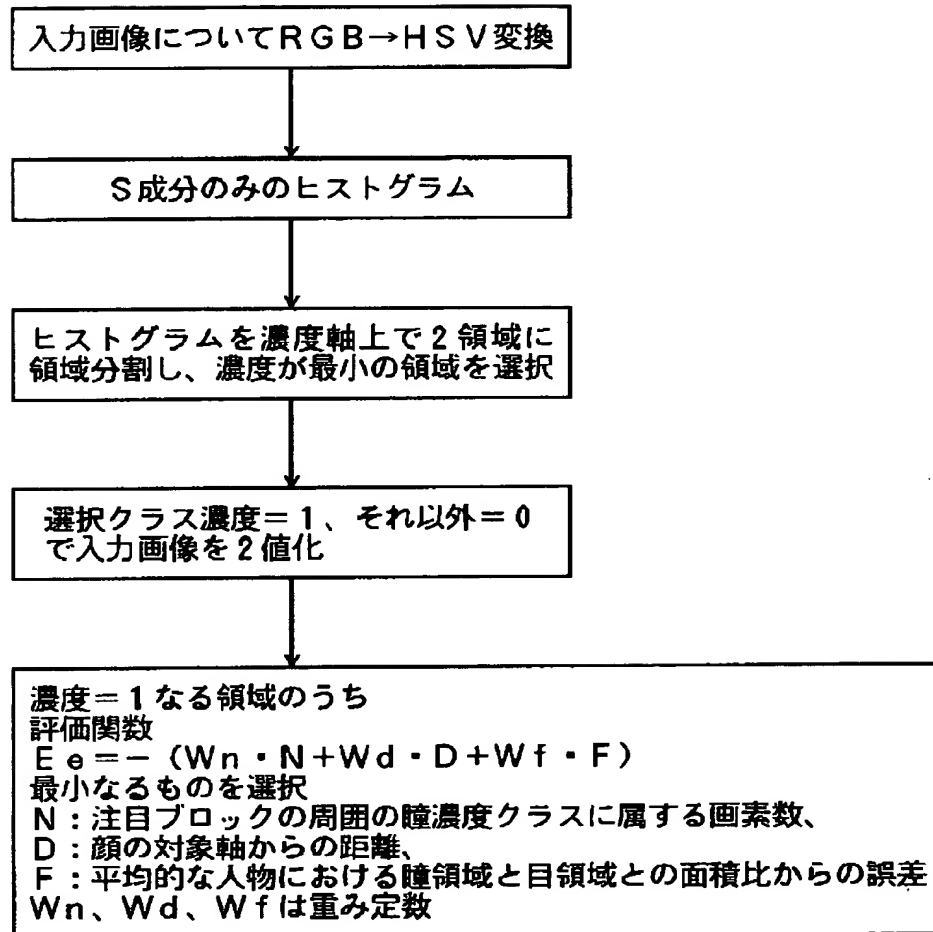 入力画像についてRGB→HSV変換
S成分のみのヒストグラム
ヒストグラムを濃度軸上で2領域に
領域分割し、濃度が最小の領域を選択
選択クラス濃度=1、それ以外=0
で入力画像を2値化
濃度=1なる領域のうち
評価関数
Ee=-(Wn・N+Wd・D+Wf・F)
最小なるものを選択
N:注目ブロックの周囲の瞳濃度クラスに属する画素数、
D:顔の対象軸からの距離、
F:平均的な人物における瞳領域と目領域との面積比からの誤差
Wn、Wd、Wfは重み定数